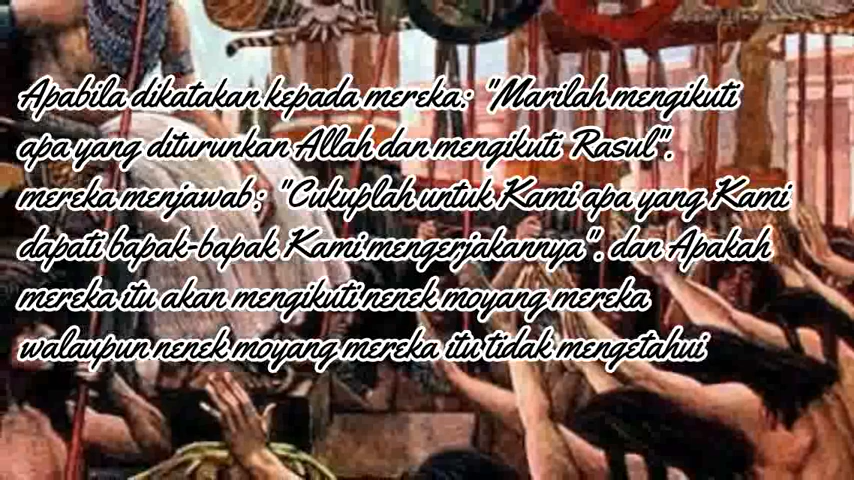 Apabila dikatakan kepada mereka: "Marilah mengikuti
apa yang diturunkan Allah dan mengikuti Rasul".
mereka menjawab: "Cukuplah untuk Kami apa yang Kami
dapati bapak-bapak Kami mengerjakannya". dan Apakah
mereka itu akan mengikuti nenek moyang mereka
walaupun nenek moyang mereka itu tidak mengetahui